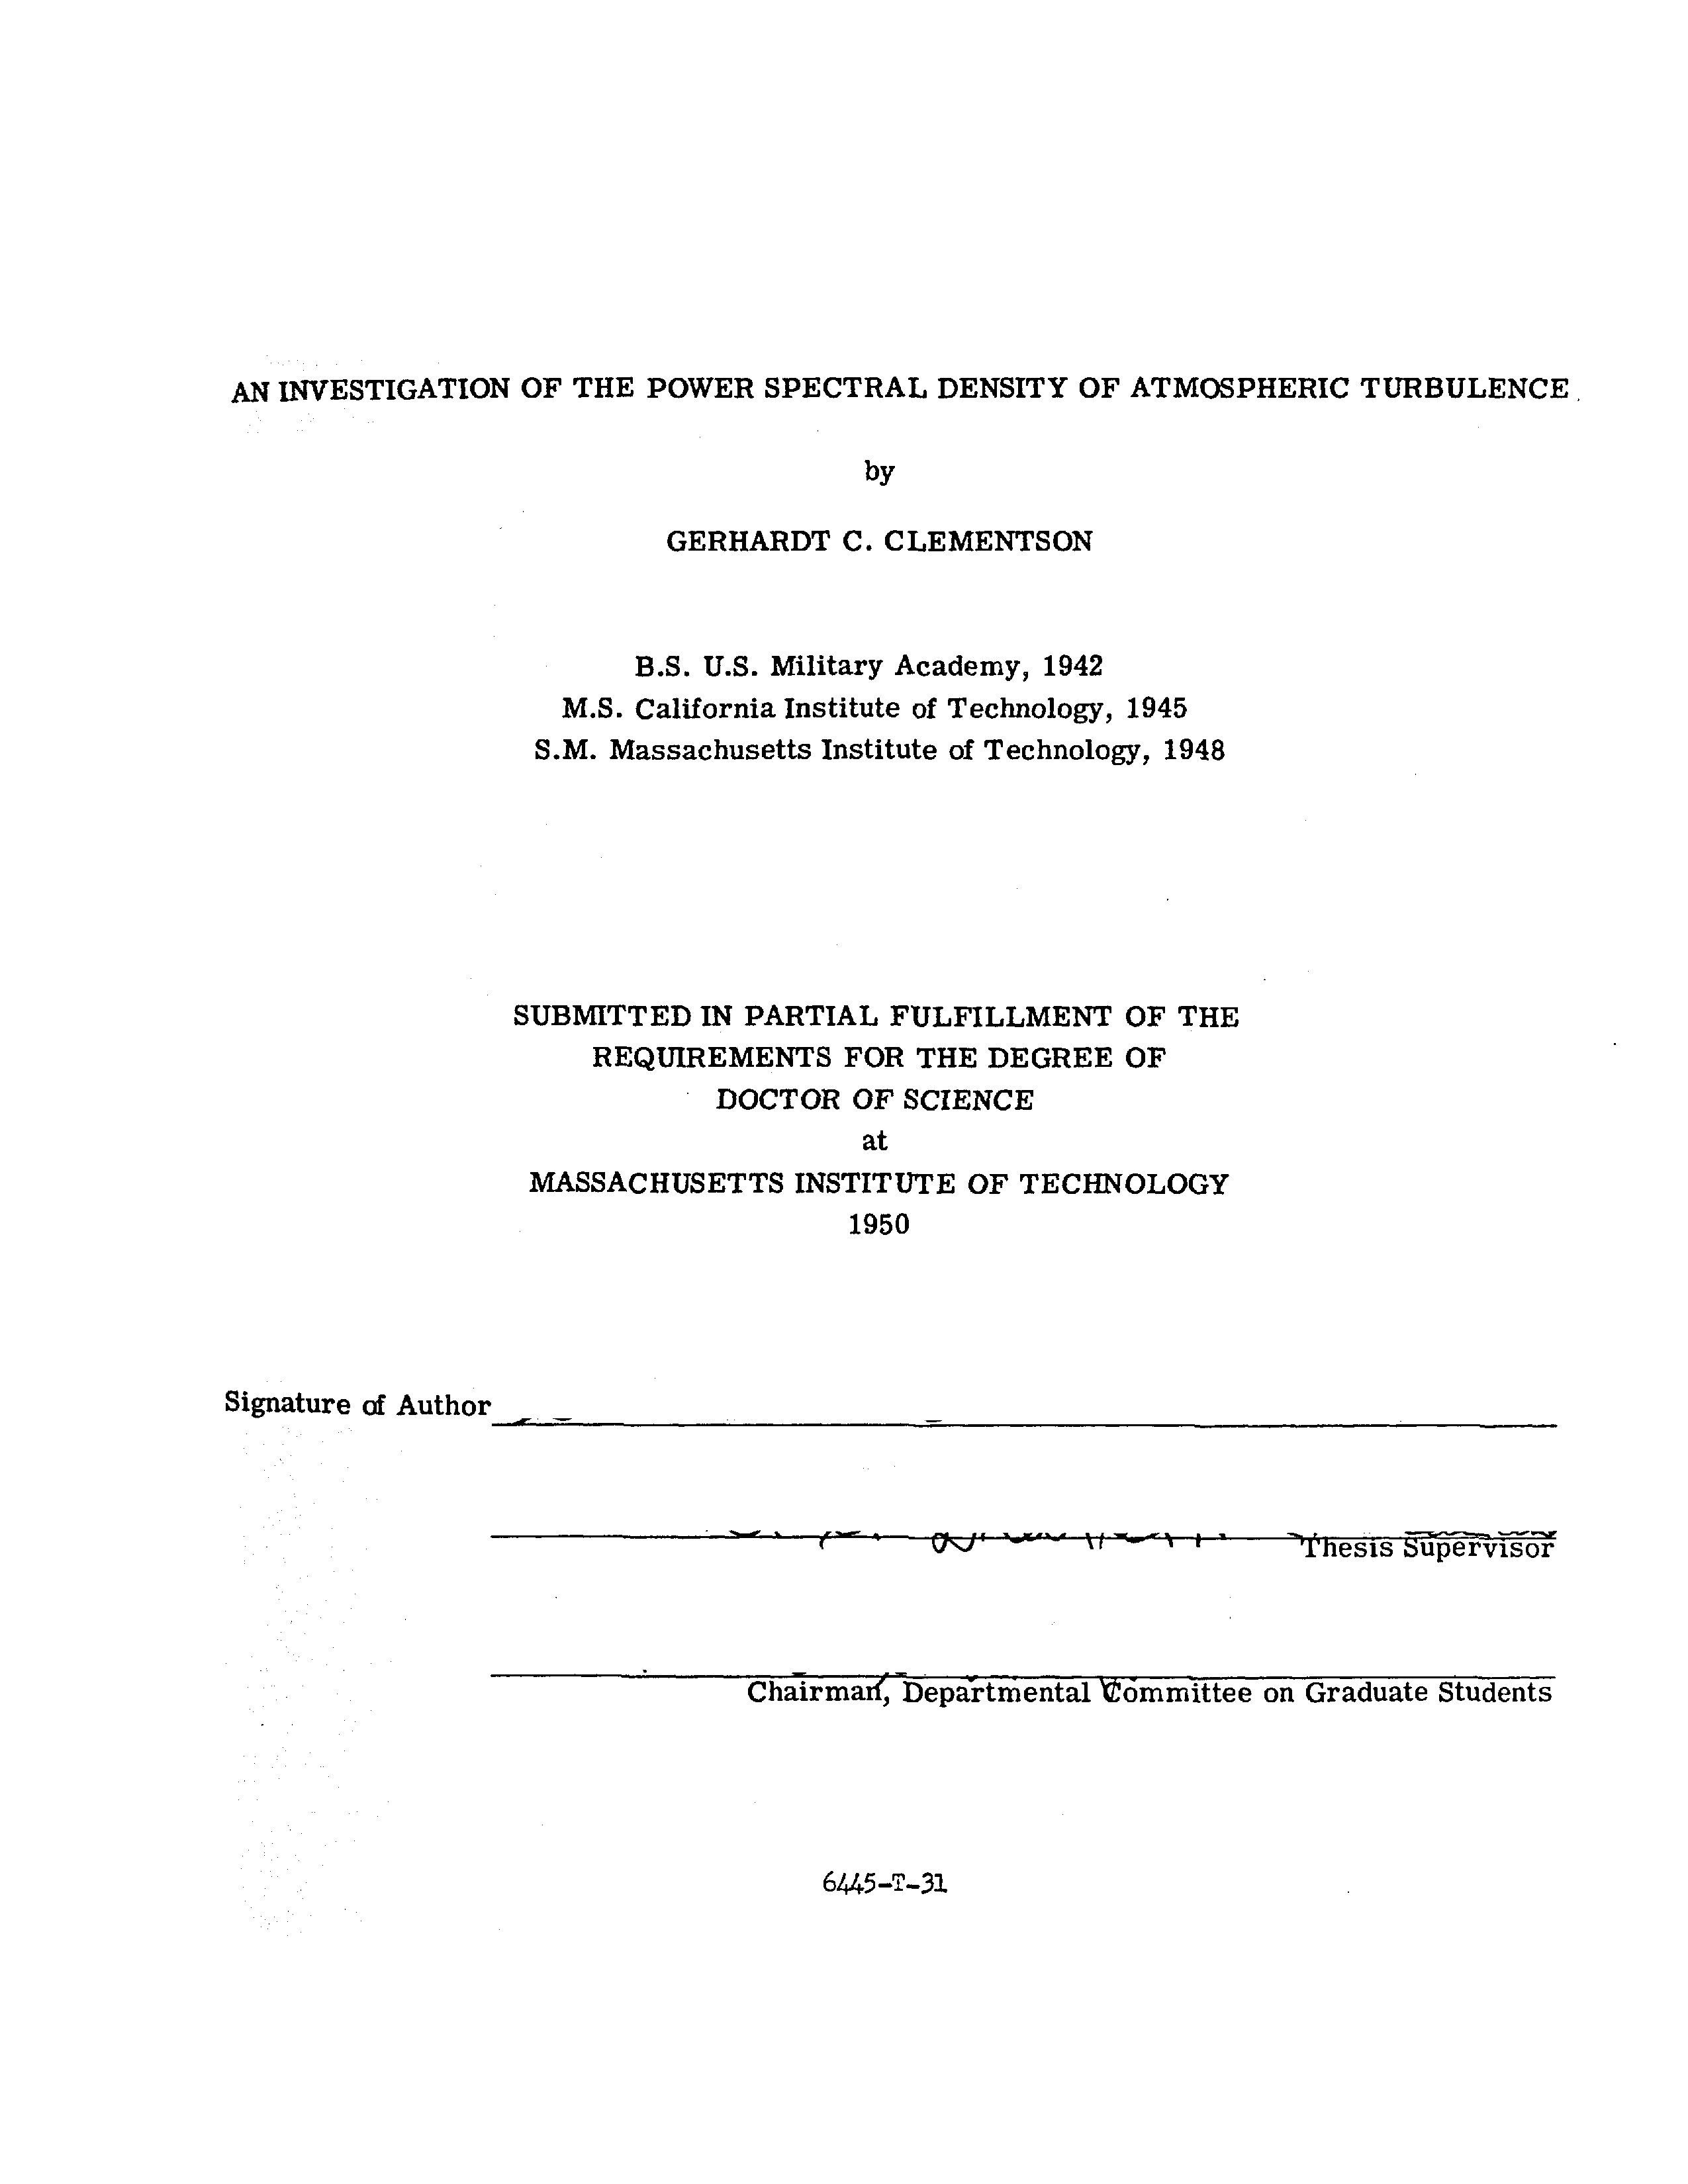 AN INVESTIGATION OF THE POWER SPECTRAL DENSITY OF ATMOSPHERIC TURBULENCE
by
GERHARDT C. CLEMENTSON
B.S. U.S. Military Academy, 1942
M.S. California Institute of Technology, 1945
S.M. Massachusetts Institute of Technology, 1948
SUBMITTED IN PARTIAL FULFILLMENT OF THE
REQUIREMENTS FOR THE DEGREE OF
DOCTOR OF SCIENCE
at
MASSACHUSETTS INSTITUTE OF TECHNOLOGY
1950
Signature of Author
Thesis Supervisor
Chairman, Departmental Committee on Graduate Students
6445-T-31